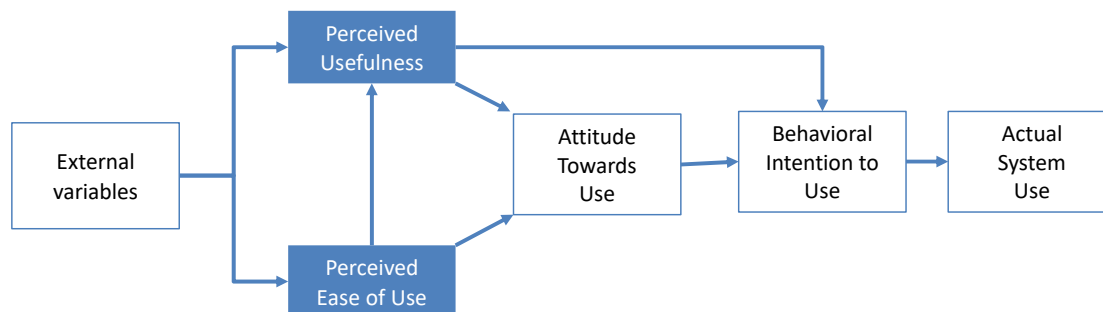 Perceived
Usefulness
External
variables
Attitude
Towards
Use
Behavioral
Intention to
Use
Actual
System
Use
Perceived
Ease of Use